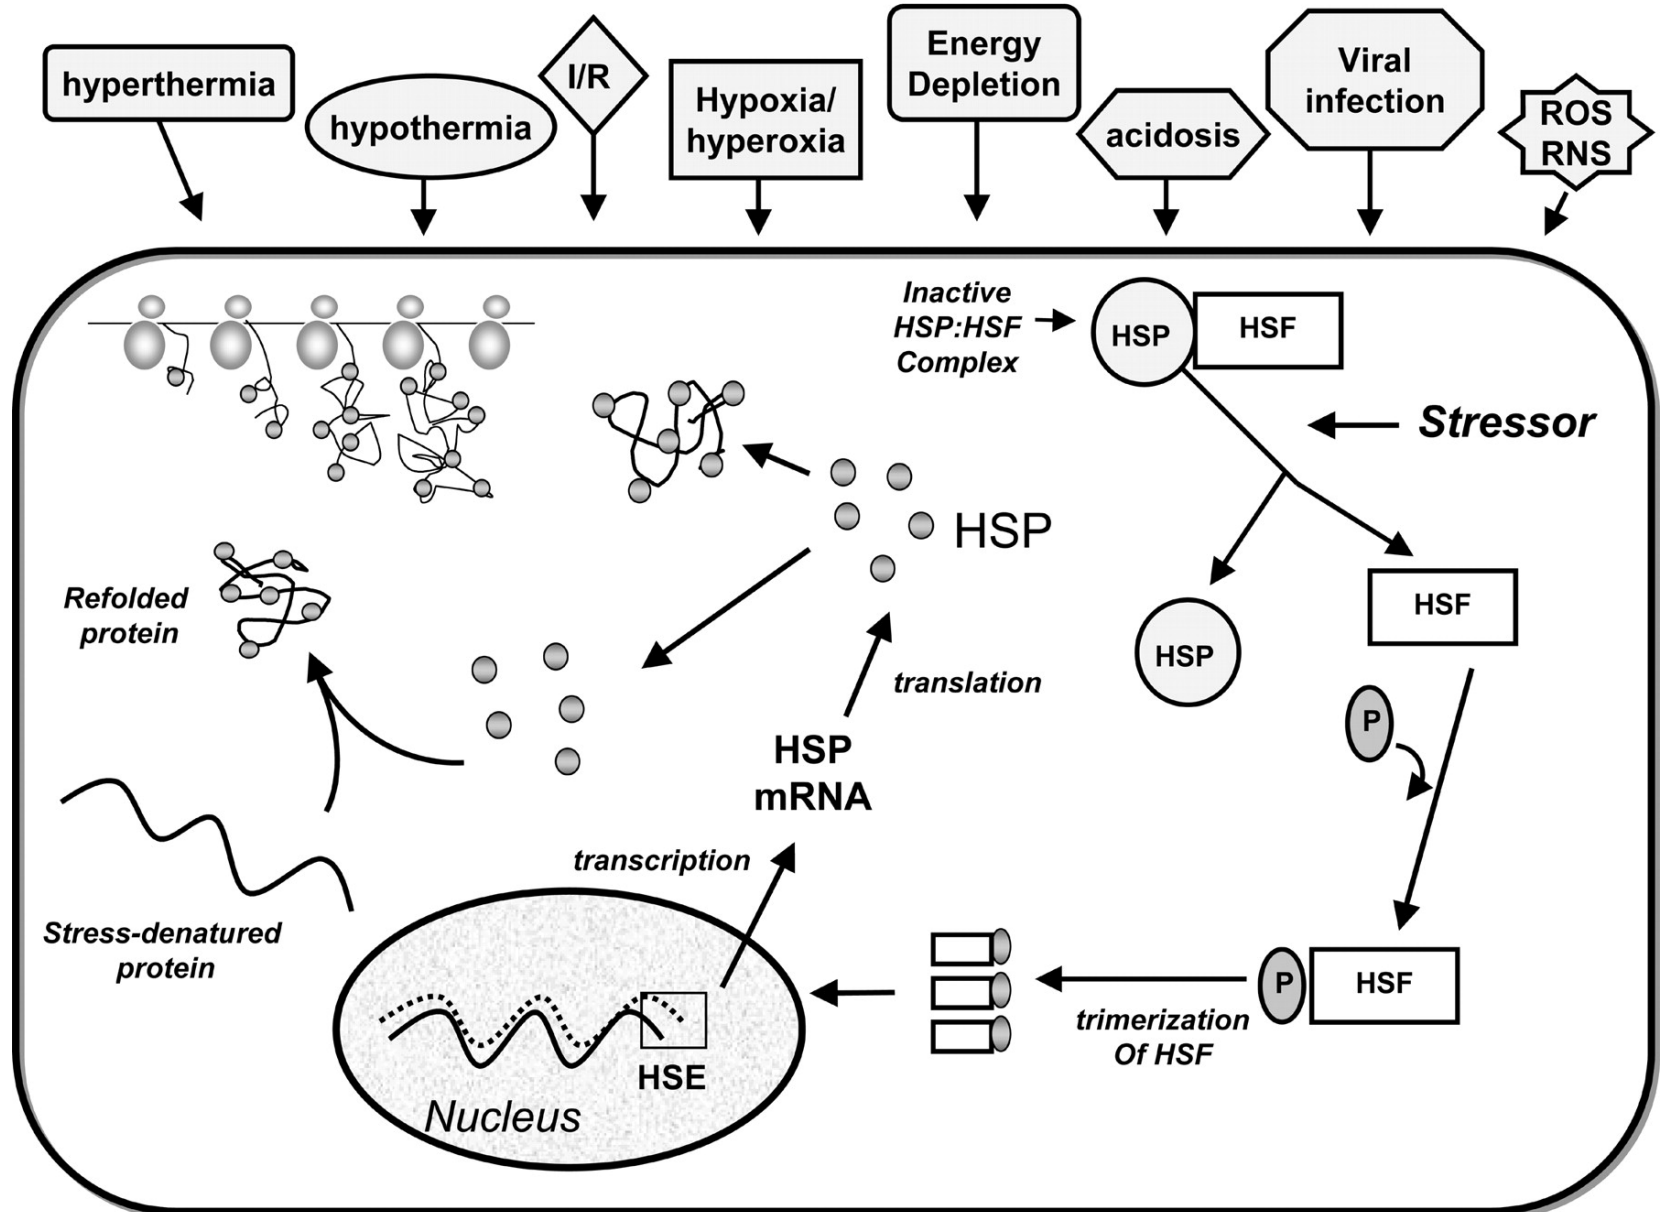 hyperthermia
hypothermia
I/R
Hypoxia/
hyperoxia
Energy
Depletion
acidosis
Viral
infection
ROS
RNS
Inactive
HSP:HSF
Complex
HSP
HSF
Stressor
HSP
HSF
HSP
P
Refolded
protein
translation
HSP
mRNA
transcription
Stress-denatured
protein
P
HSF
trimerization
Of HSF
HSE
Nucleus